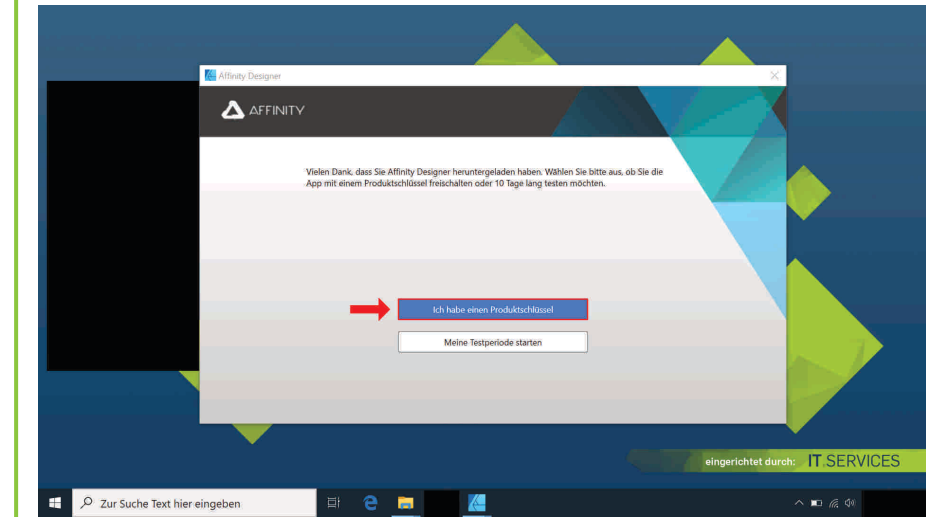 Affinity Designer
AFFINITY
Vielen Dank, dass Sie Affinity Designer heruntergeladen haben. Wählen Sie bitte aus, ob Sie die
App mit einem Produktschlüssel freischalten oder 10 Tage lang testen möchten.
Ich habe einen Produktschlüssel
Meine Testperiode starten
eingerichtet durch: IT.SERVICES
Zur Suche Text hier eingeben